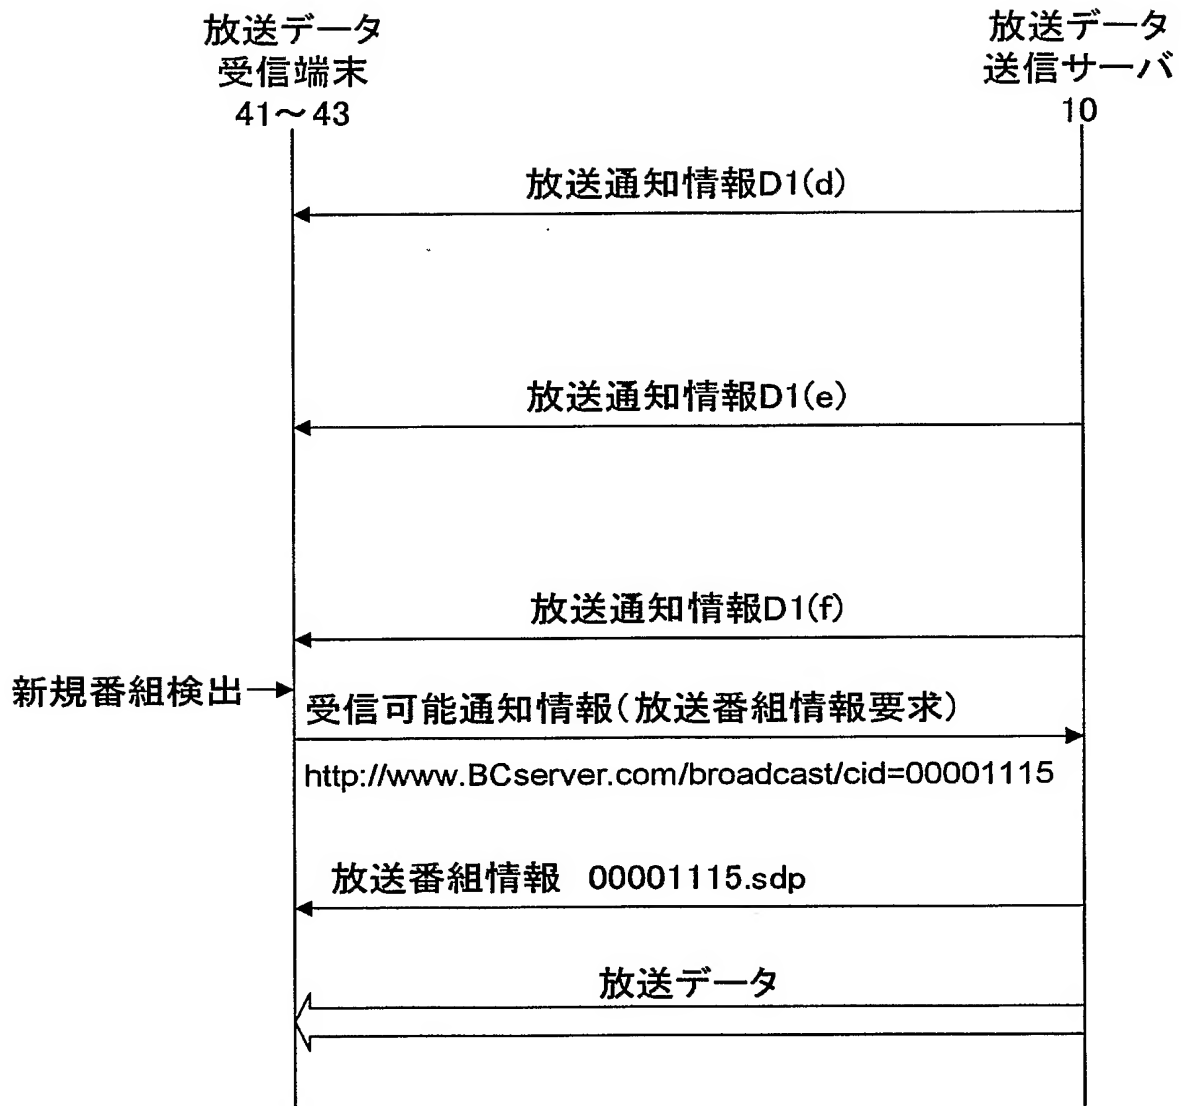 放送データ
受信端末
41～43
放送データ
送信サーバ
10
放送通知情報D1(d)
放送通知情報D1(e)
放送通知情報D1(f)
新規番組検出
受信可能通知情報(放送番組情報要求)
http://www.BCserver.com/broadcast/cid=00001115
放送番組情報 00001115.sdp
放送データ